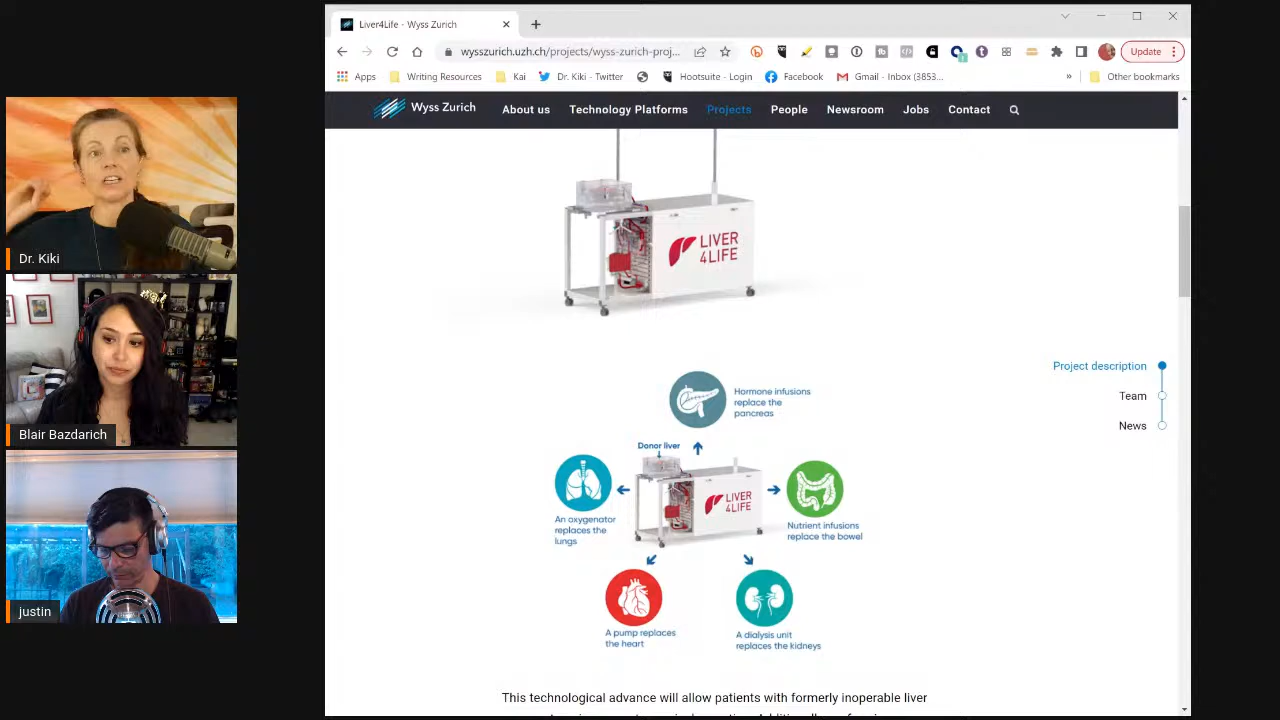 Liver4Life - Wyss Zurich
wysszurich.uzh.ch/projects/wyss-zurich-proj...
Update
Apps
Writing Resources
Kai
Dr. Kiki - Twitter
Hootsuite - Login
Facebook
Gmail - Inbox (3853...
»
Other bookmarks
Wyss Zurich
About us
Technology Platforms
Projects
People
Newsroom
Jobs
Contact
LIVER
4LIFE
Project description
Team
News
Hormone infusions
replace the
pancreas
Donor liver
LIVER
4LIFE
An oxygenator
replaces the
lungs
Nutrient infusions
replace the bowel
A pump replaces
the heart
A dialysis unit
replaces the kidneys
This technological advance will allow patients with formerly inoperable liver
Dr. Kiki
Blair Bazdarich
justin